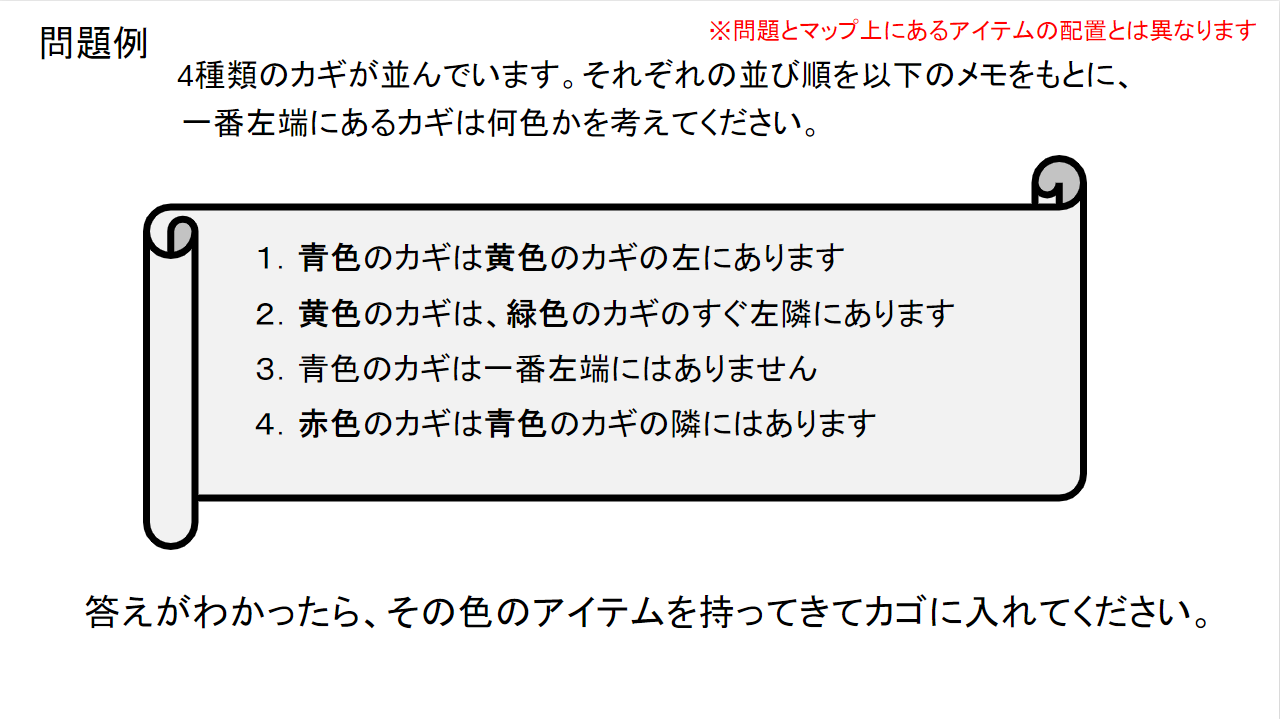 問題例
※問題とマップ上にあるアイテムの配置とは異なります
4種類のカギが並んでいます。それぞれの並び順を以下のメモをもとに、
一番左端にあるカギは何色かを考えてください。
１．青色のカギは黄色のカギの左にあります
２．黄色のカギは、緑色のカギのすぐ左隣にあります
３．青色のカギは一番左端にはありません
４．赤色のカギは青色のカギの隣にはあります
答えがわかったら、その色のアイテムを持ってきてカゴに入れてください。